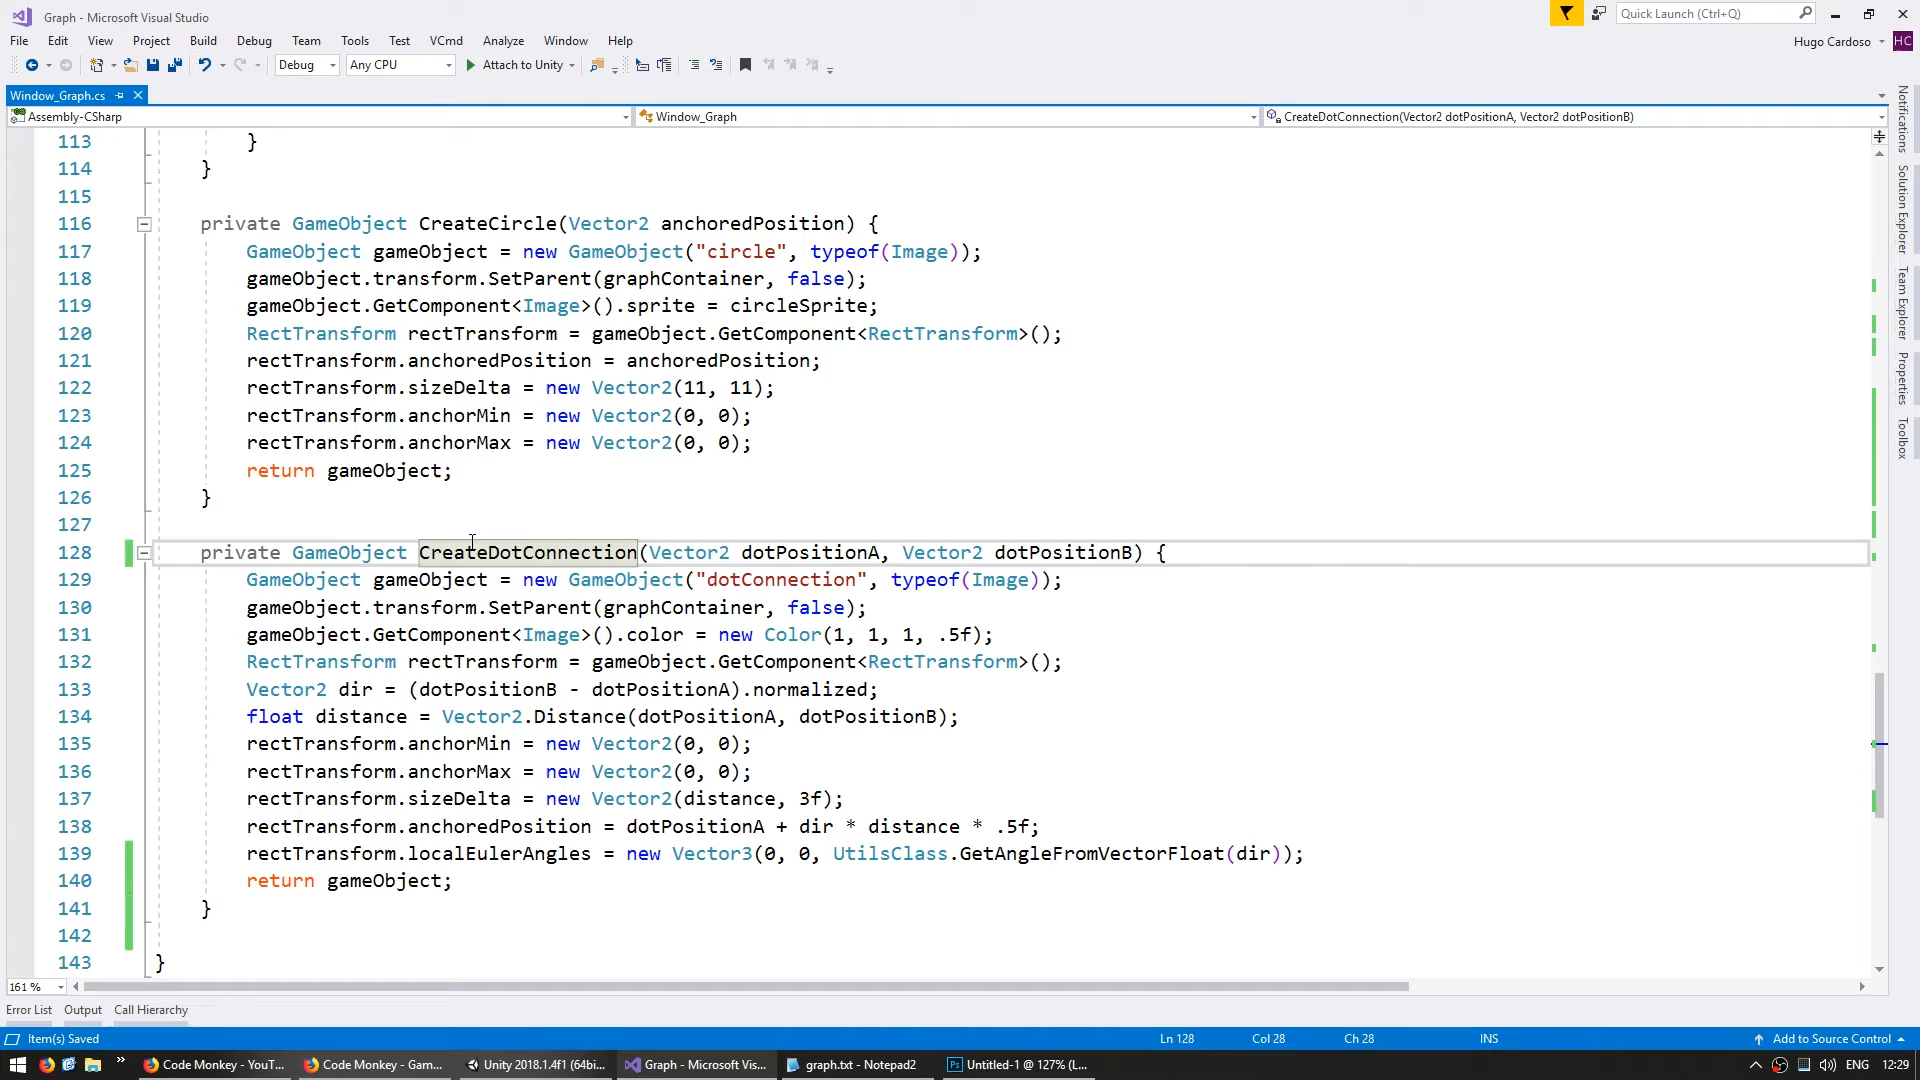 Graph - Microsoft Visual Studio
Quick Launch (Ctrl+Q)
File Edit View Project Build Debug Team Tools Test VCmd Analyze Window Help
Hugo Cardoso HC
Debug Any CPU Attach to Unity
Window_Graph.cs
Assembly-CSharp Window_Graph CreateDotConnection(Vector2 dotPositionA, Vector2 dotPositionB)
113 }
114 }
115
116 private GameObject CreateCircle(Vector2 anchoredPosition) {
117 GameObject gameObject = new GameObject("circle", typeof(Image));
118 gameObject.transform.SetParent(graphContainer, false);
119 gameObject.GetComponent<Image>().sprite = circleSprite;
120 RectTransform rectTransform = gameObject.GetComponent<RectTransform>();
121 rectTransform.anchoredPosition = anchoredPosition;
122 rectTransform.sizeDelta = new Vector2(11, 11);
123 rectTransform.anchorMin = new Vector2(0, 0);
124 rectTransform.anchorMax = new Vector2(0, 0);
125 return gameObject;
126 }
127
128 private GameObject CreateDotConnection(Vector2 dotPositionA, Vector2 dotPositionB) {
129 GameObject gameObject = new GameObject("dotConnection", typeof(Image));
130 gameObject.transform.SetParent(graphContainer, false);
131 gameObject.GetComponent<Image>().color = new Color(1, 1, 1, .5f);
132 RectTransform rectTransform = gameObject.GetComponent<RectTransform>();
133 Vector2 dir = (dotPositionB - dotPositionA).normalized;
134 float distance = Vector2.Distance(dotPositionA, dotPositionB);
135 rectTransform.anchorMin = new Vector2(0, 0);
136 rectTransform.anchorMax = new Vector2(0, 0);
137 rectTransform.sizeDelta = new Vector2(distance, 3f);
138 rectTransform.anchoredPosition = dotPositionA + dir * distance * .5f;
139 rectTransform.localEulerAngles = new Vector3(0, 0, UtilsClass.GetAngleFromVectorFloat(dir));
140 return gameObject;
141 }
142
143 }
Notifications
Solution Explorer
Team Explorer
Properties
Toolbox
161 %
Error List Output Call Hierarchy
Item(s) Saved Ln 128 Col 28 Ch 28 INS Add to Source Control
Code Monkey - YouT... Code Monkey - Gam... Unity 2018.1.4f1 (64bi... Graph - Microsoft Vis... graph.txt - Notepad2 Untitled-1 @ 127% (L... ENG 12:29